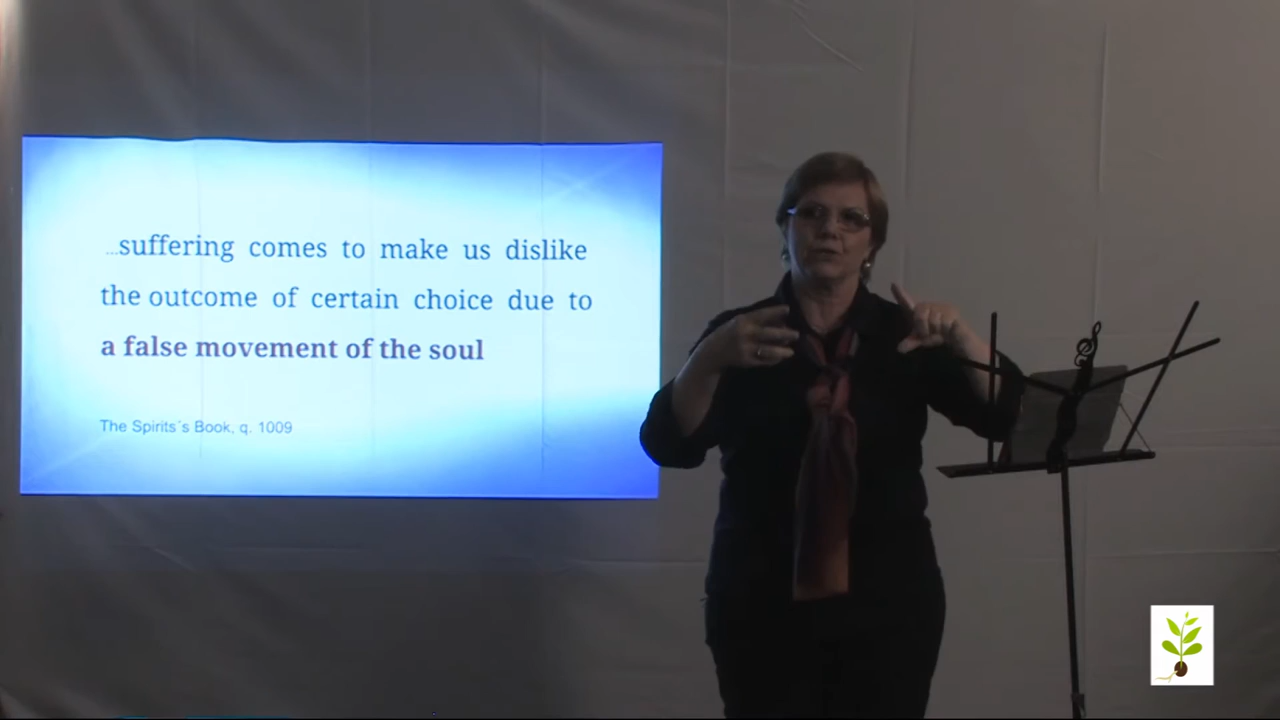 ...suffering comes to make us dislike
the outcome of certain choice due to
a false movement of the soul
The Spirits´s Book, q. 1009